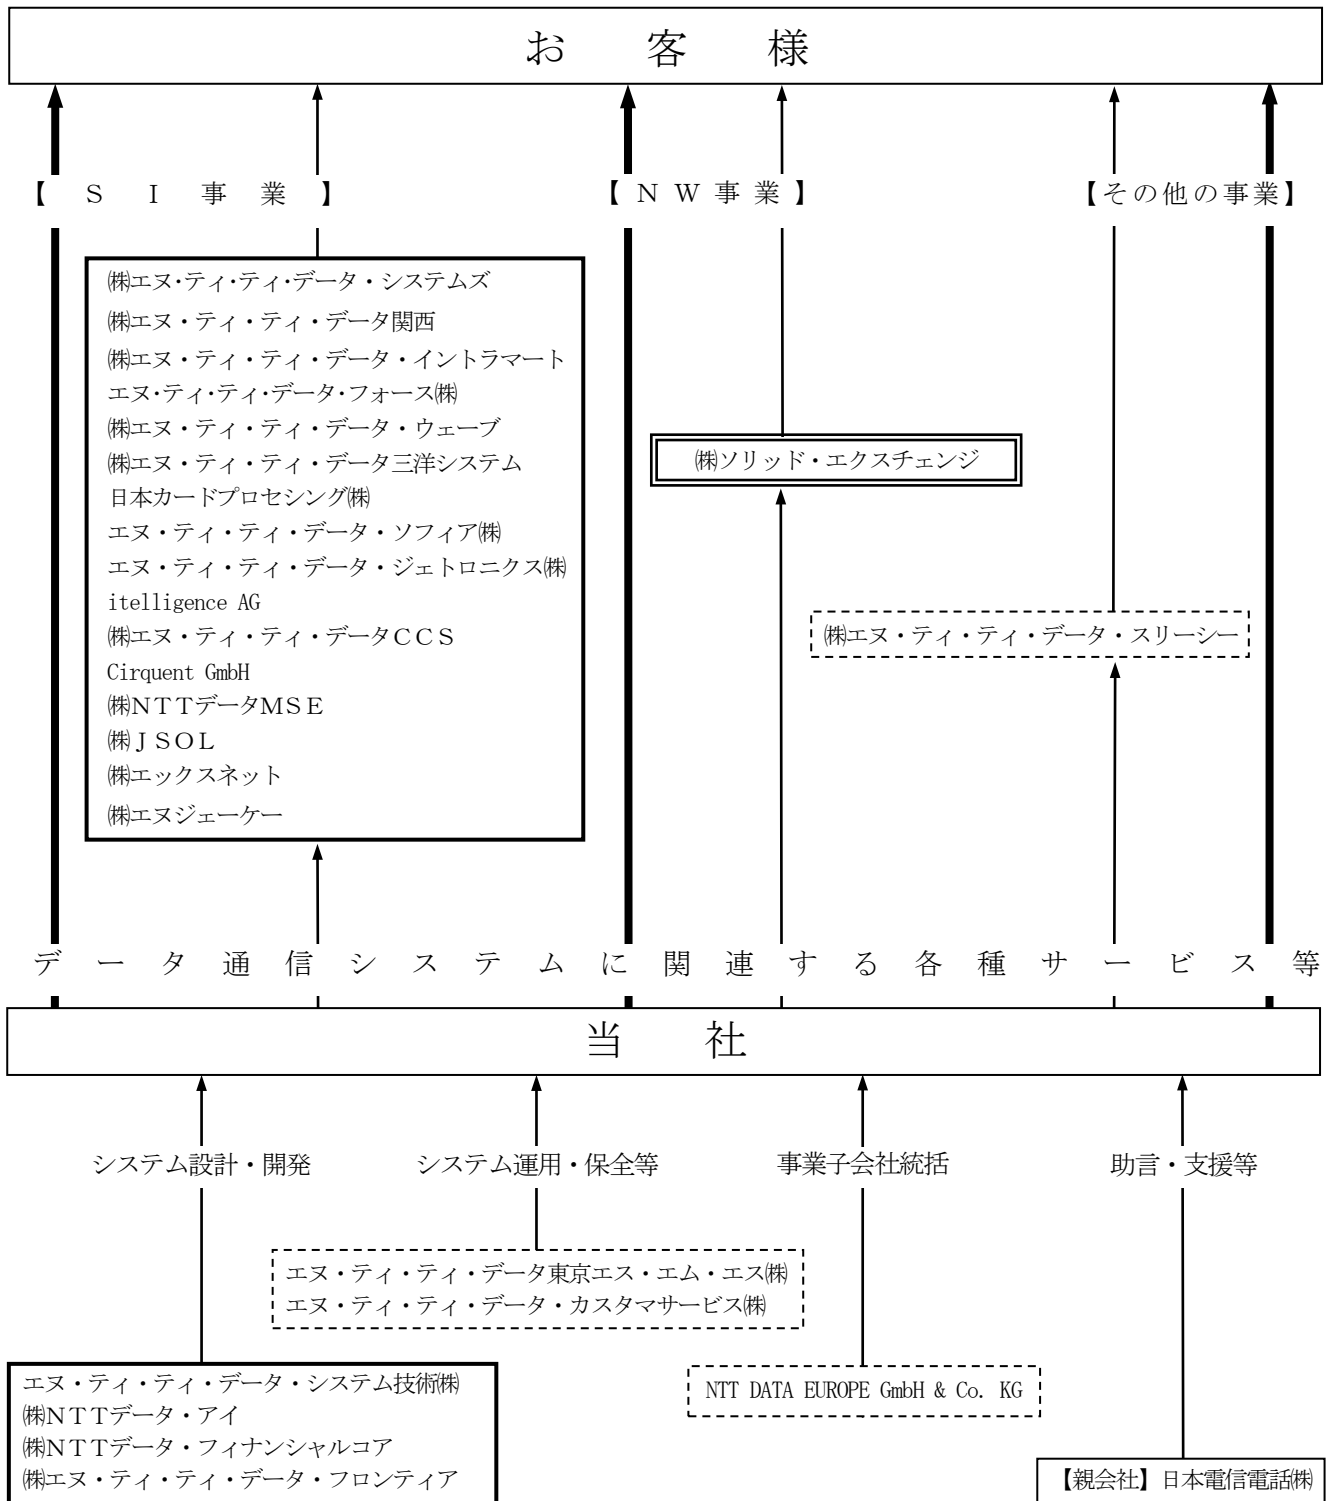 お客様
【ＳＩ事業】
【ＮＷ事業】
【その他の事業】
㈱エヌ･ティ･ティ･データ・システムズ
㈱エヌ・ティ・ティ・データ関西
㈱エヌ・ティ・ティ・データ・イントラマート
エヌ･ティ･ティ･データ･フォース㈱
㈱エヌ・ティ・ティ・データ・ウェーブ
㈱エヌ・ティ・ティ・データ三洋システム
日本カードプロセシング㈱
エヌ・ティ・ティ・データ・ソフィア㈱
エヌ・ティ・ティ・データ・ジェトロニクス㈱
itelligence AG
㈱エヌ・ティ・ティ・データＣＣＳ
Cirquent GmbH
㈱ＮＴＴデータＭＳＥ
㈱ＪＳＯＬ
㈱エックスネット
㈱エヌジェーケー
㈱ソリッド・エクスチェンジ
㈱エヌ・ティ・ティ・データ・スリーシー
データ通信システムに関連する各種サービス等
当社
システム設計・開発
システム運用・保全等
事業子会社統括
助言・支援等
エヌ・ティ・ティ・データ東京エス・エム・エス㈱
エヌ・ティ・ティ・データ・カスタマサービス㈱
エヌ・ティ・ティ・データ・システム技術㈱
㈱ＮＴＴデータ・アイ
㈱ＮＴＴデータ・フィナンシャルコア
㈱エヌ・ティ・ティ・データ・フロンティア
NTT DATA EUROPE GmbH & Co. KG
【親会社】日本電信電話㈱